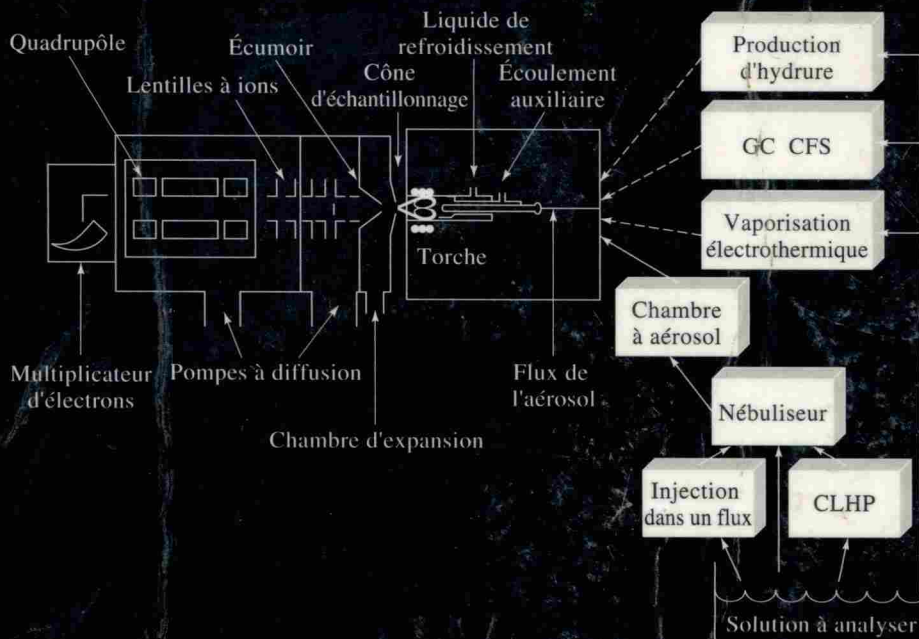 Quadrupôle
Lentilles à ions
Écumoir
Cône
d'échantillonnage
Liquide de
refroidissement
Écoulement
auxiliaire
Production
d'hydrure
GC CFS
Vaporisation
électrothermique
Torche
Chambre
à aérosol
Multiplicateur
d'électrons
Pompes à diffusion
Chambre d'expansion
Flux de
l'aérosol
Nébuliseur
Injection
dans un flux
CLHP
Solution à analyser